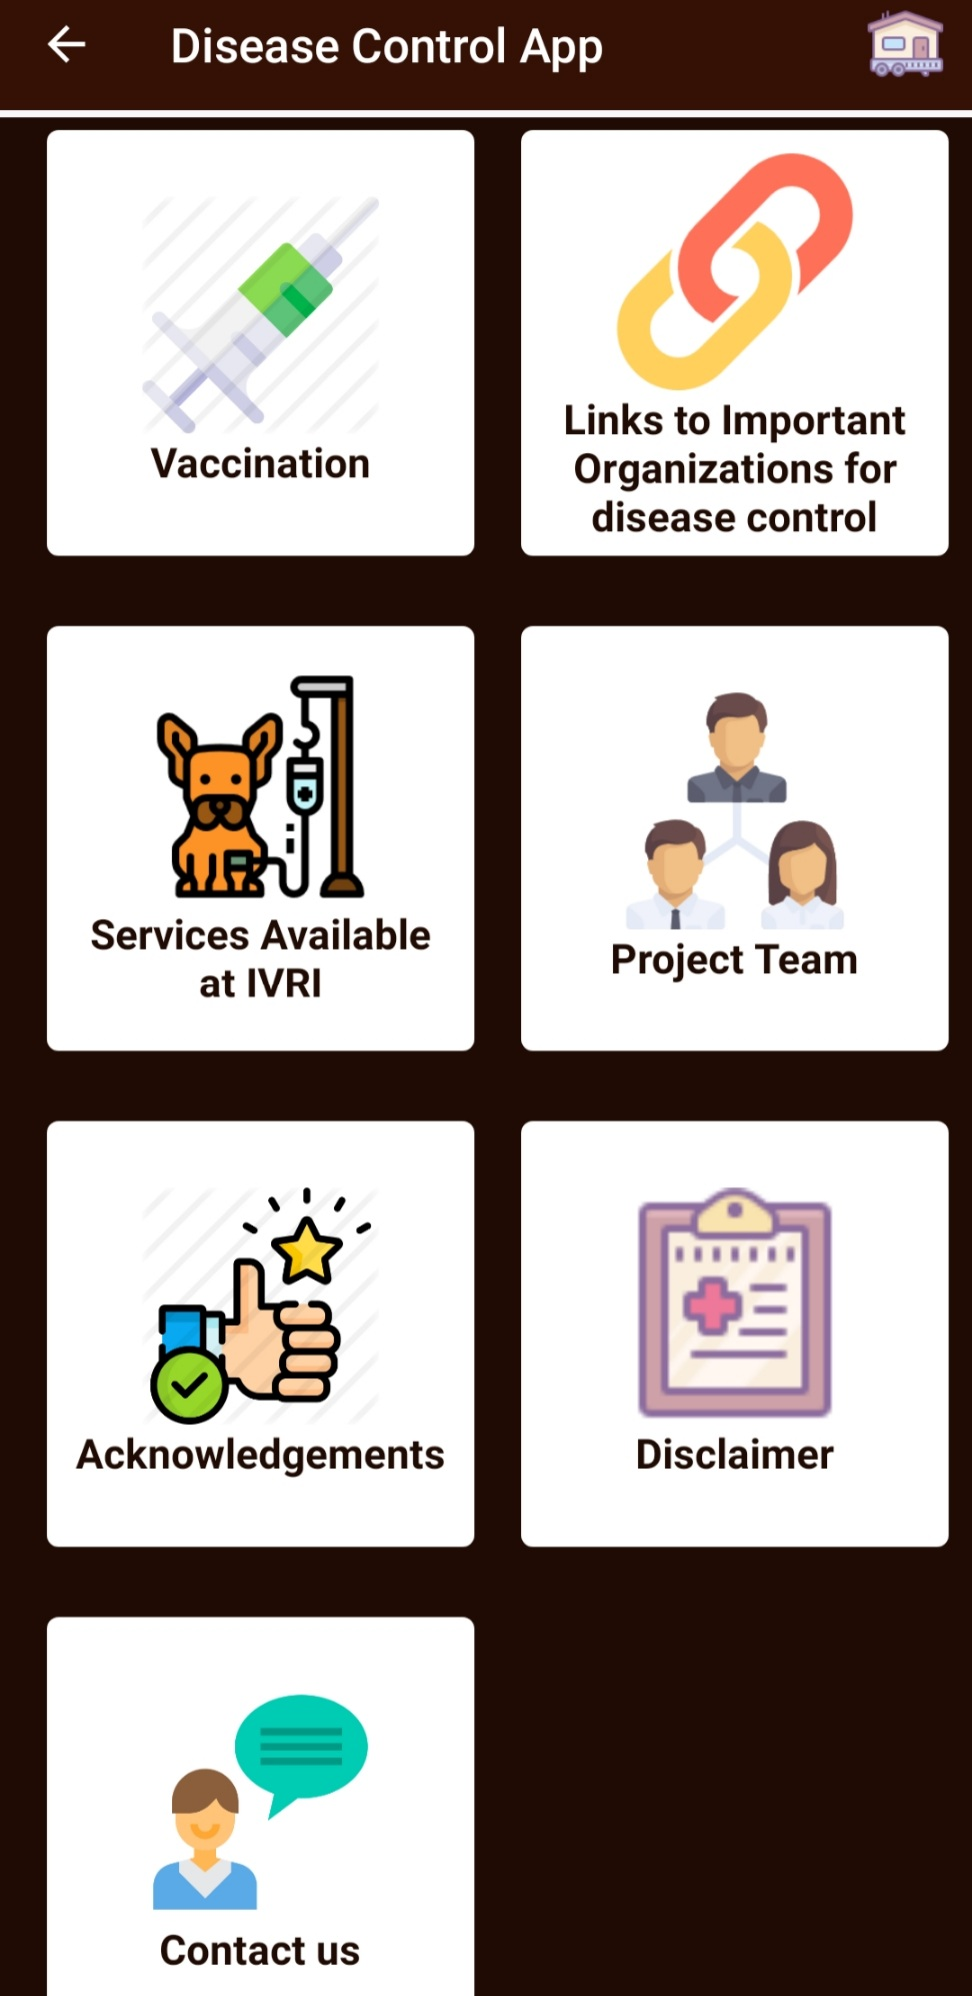 Disease Control App
Vaccination
Links to Important
Organizations for
disease control
Services Available
at IVRI
Project Team
Acknowledgements
Disclaimer
Contact us